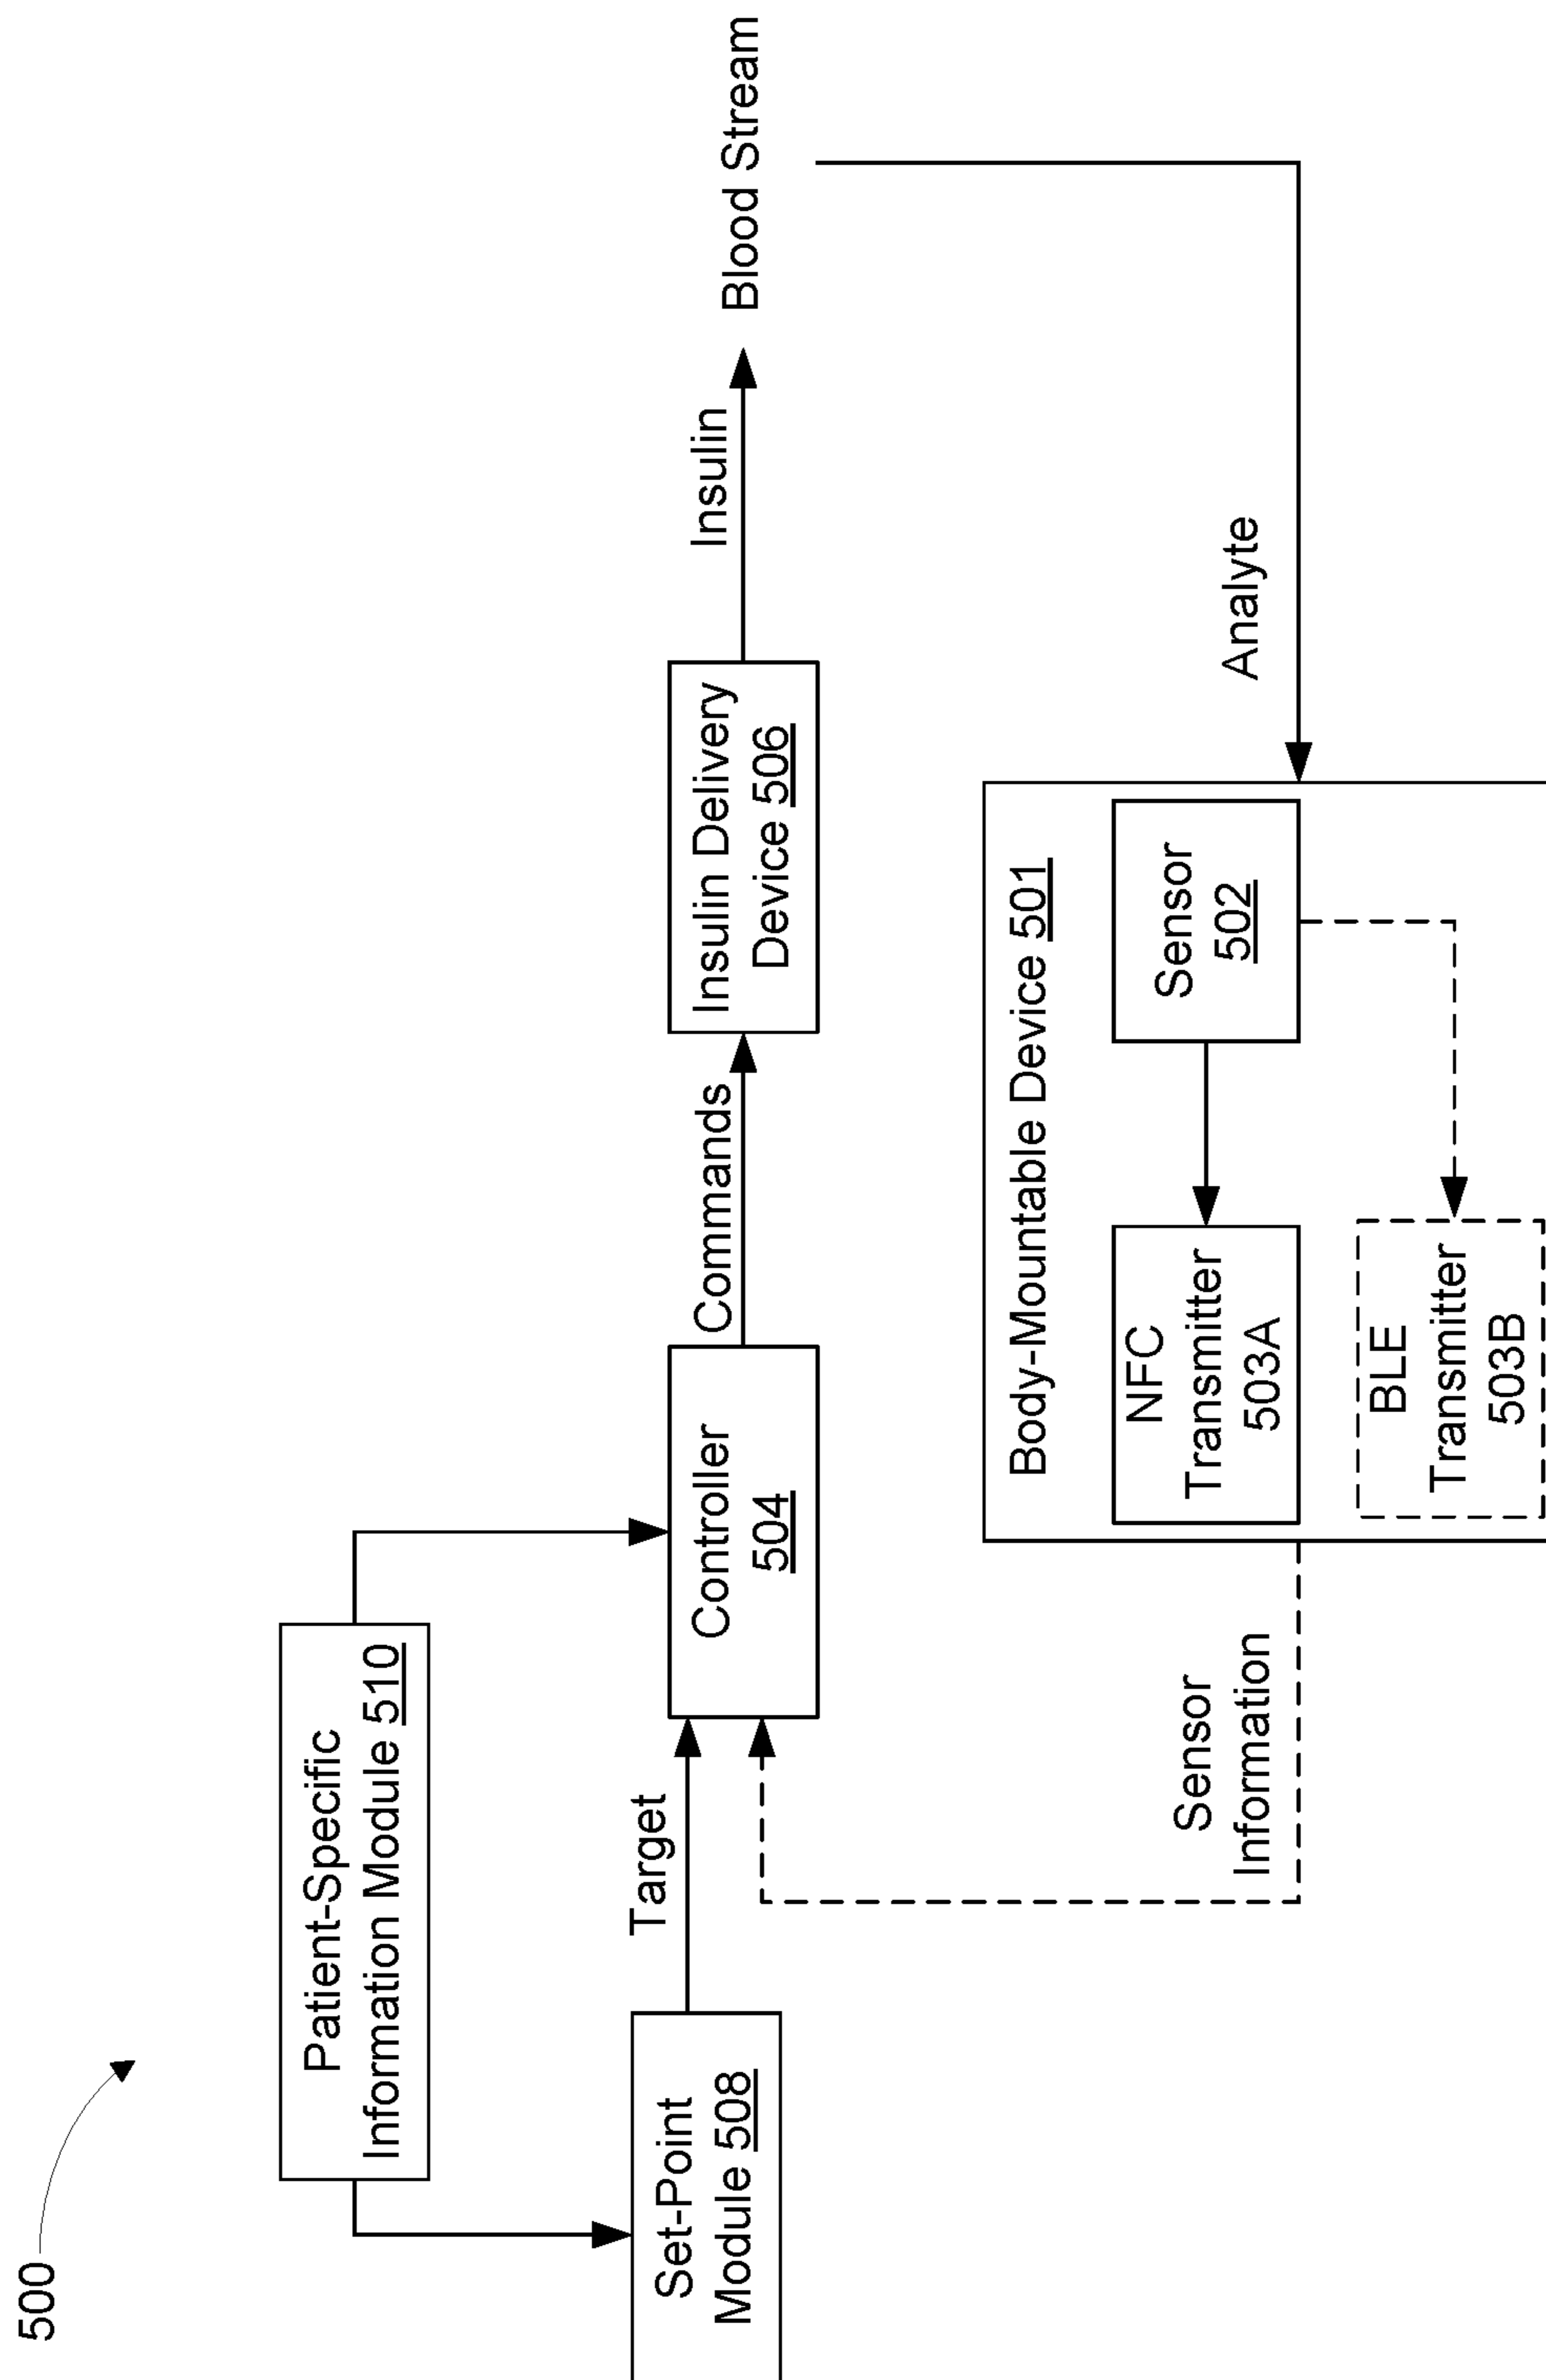 500
Patient-Specific
Information Module 510
Set-Point
Module 508
Target
Controller
504
Commands
Insulin Delivery
Device 506
Insulin
Blood Stream
Sensor
Information
Body-Mountable Device 501
NFC
Transmitter
503A
Sensor
502
BLE
Transmitter
503B
Analyte